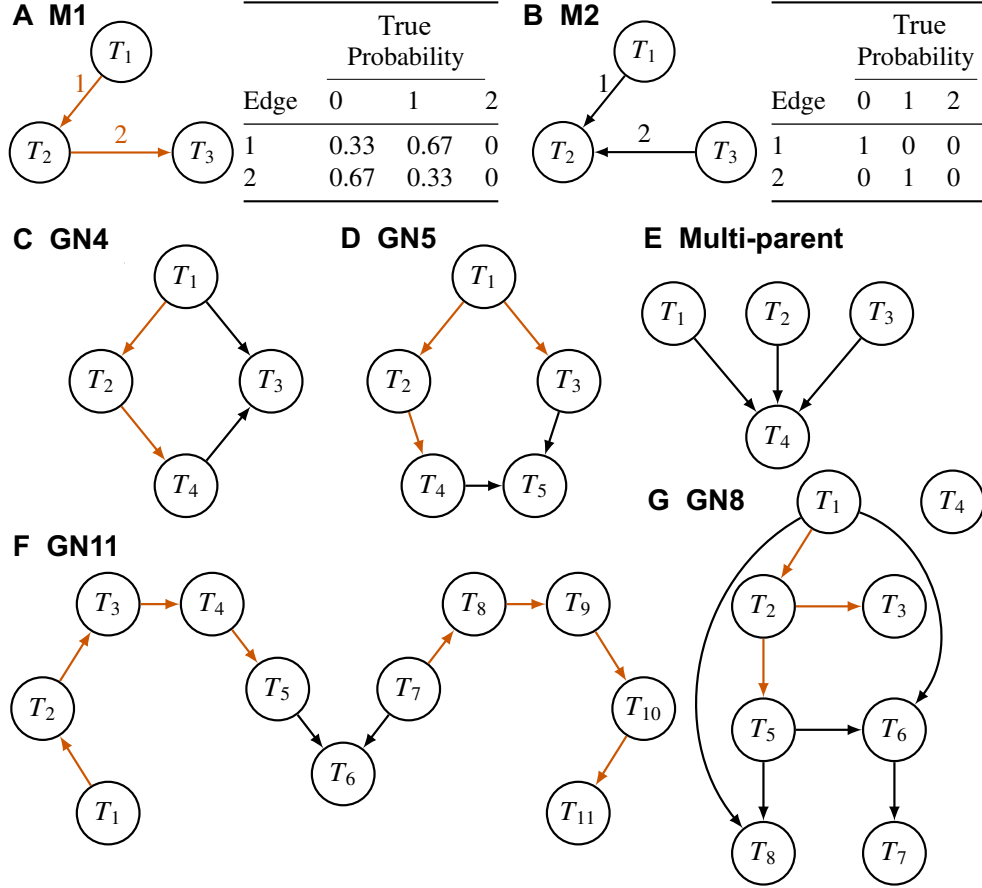 A M1
T1
1
T2
2
T3
True
Probability
Edge 0 1 2
1 0.33 0.67 0
2 0.67 0.33 0
B M2
T1
1
T2
2
T3
True
Probability
Edge 0 1 2
1 1 0 0
2 0 1 0
C GN4
T1
T2
T3
T4
D GN5
T1
T2
T3
T4
T5
E Multi-parent
T1
T2
T3
T4
F GN11
T3
T4
T8
T9
T2
T5
T7
T10
T6
T1
T11
G GN8
T1
T4
T2
T3
T5
T6
T8
T7